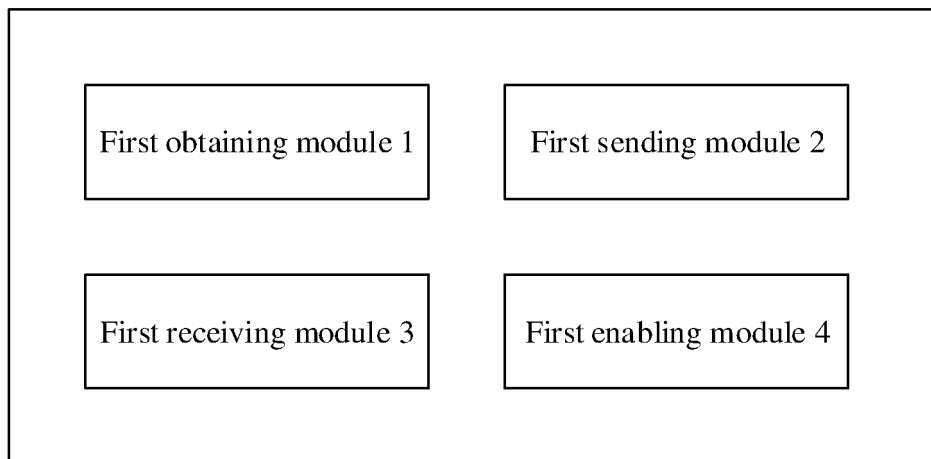 First obtaining module 1
First sending module 2
First receiving module 3
First enabling module 4